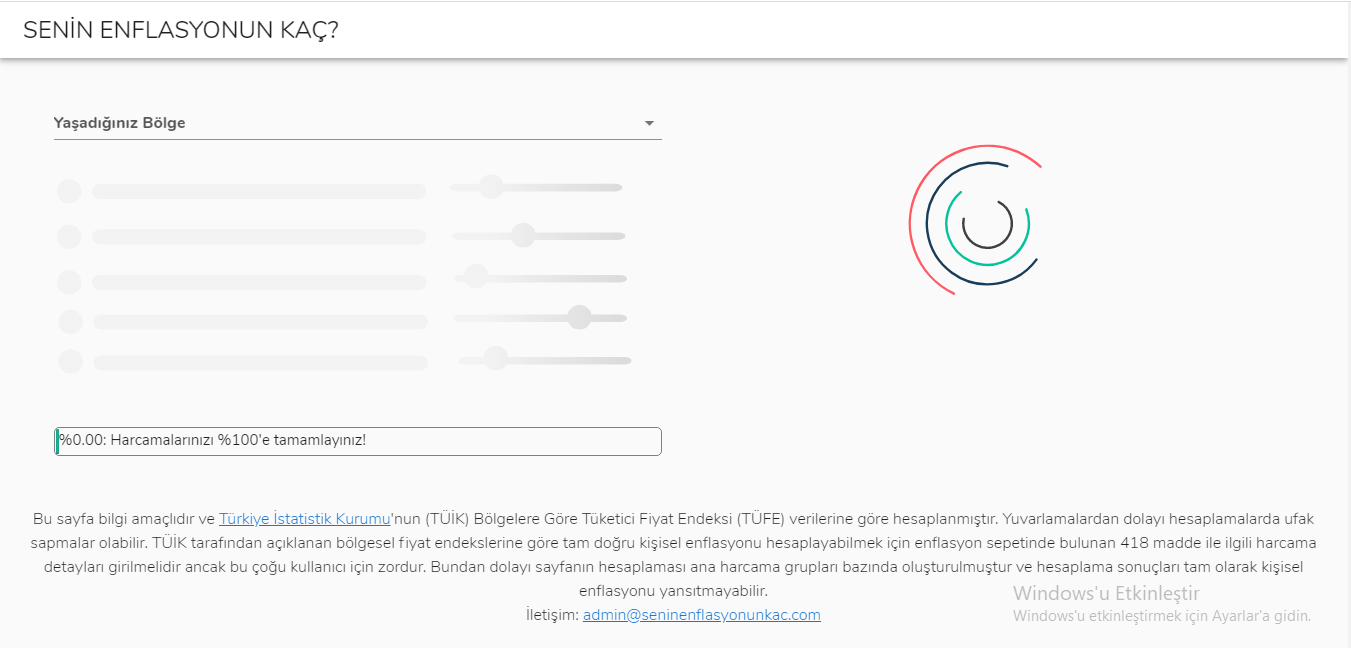 SENİN ENFLASYONUN KAÇ?
Yaşadığınız Bölge
%0.00: Harcamalarınızı %100'e tamamlayınız!
Bu sayfa bilgi amaçlıdır ve Türkiye İstatistik Kurumu'nun (TÜİK) Bölgelere Göre Tüketici Fiyat Endeksi (TÜFE) verilerine göre hesaplanmıştır. Yuvarlamalardan dolayı hesaplamalarda ufak
sapmalar olabilir. TÜİK tarafından açıklanan bölgesel fiyat endekslerine göre tam doğru kişisel enflasyonu hesaplayabilmek için enflasyon sepetinde bulunan 418 madde ile ilgili harcama
detayları girilmelidir ancak bu çoğu kullanıcı için zordur. Bundan dolayı sayfanın hesaplaması ana harcama grupları bazında oluşturulmuştur ve hesaplama sonuçları tam olarak kişisel
enflasyonu yansıtmayabilir.
İletişim: admin@seninenflasyonunkac.com
Windows'u Etkinleştir
Windows'u etkinleştirmek için Ayarlar'a gidin.